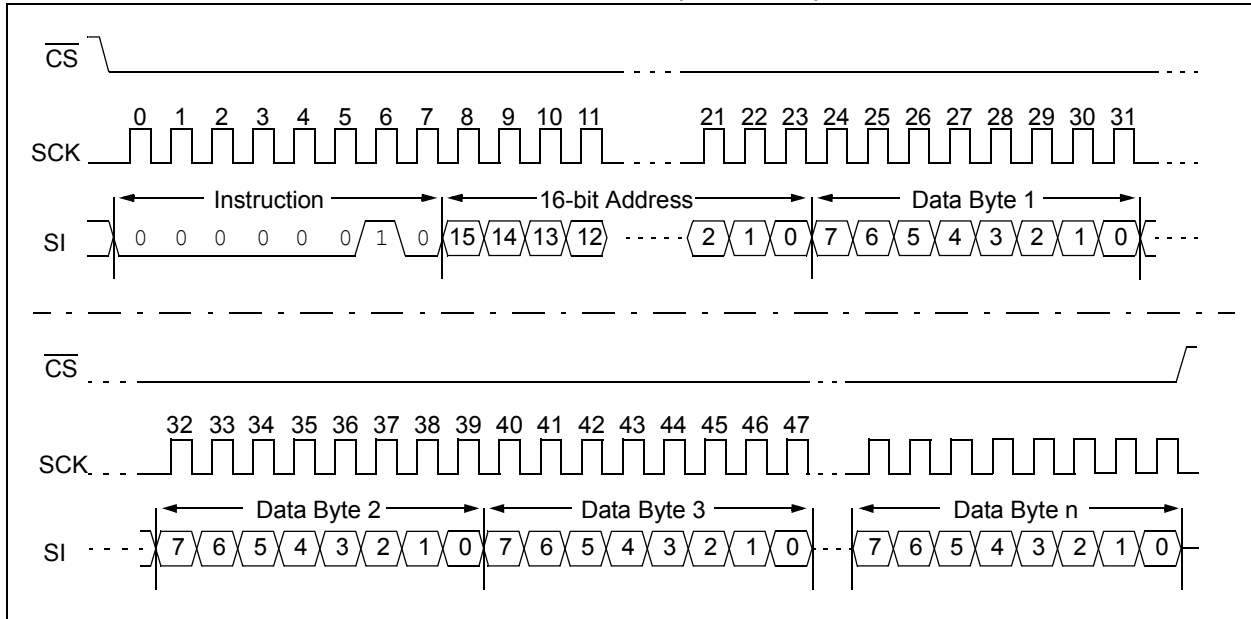 CS
0 1 2 3 4 5 6 7 8 9 10 11 21 22 23 24 25 26 27 28 29 30 31
SCK
Instruction 16-bit Address Data Byte 1
SI 0 0 0 0 0 0 1 0 15 14 13 12 2 1 0 7 6 5 4 3 2 1 0
CS
32 33 34 35 36 37 38 39 40 41 42 43 44 45 46 47
SCK
Data Byte 2 Data Byte 3 Data Byte n
SI 7 6 5 4 3 2 1 0 7 6 5 4 3 2 1 0 7 6 5 4 3 2 1 0